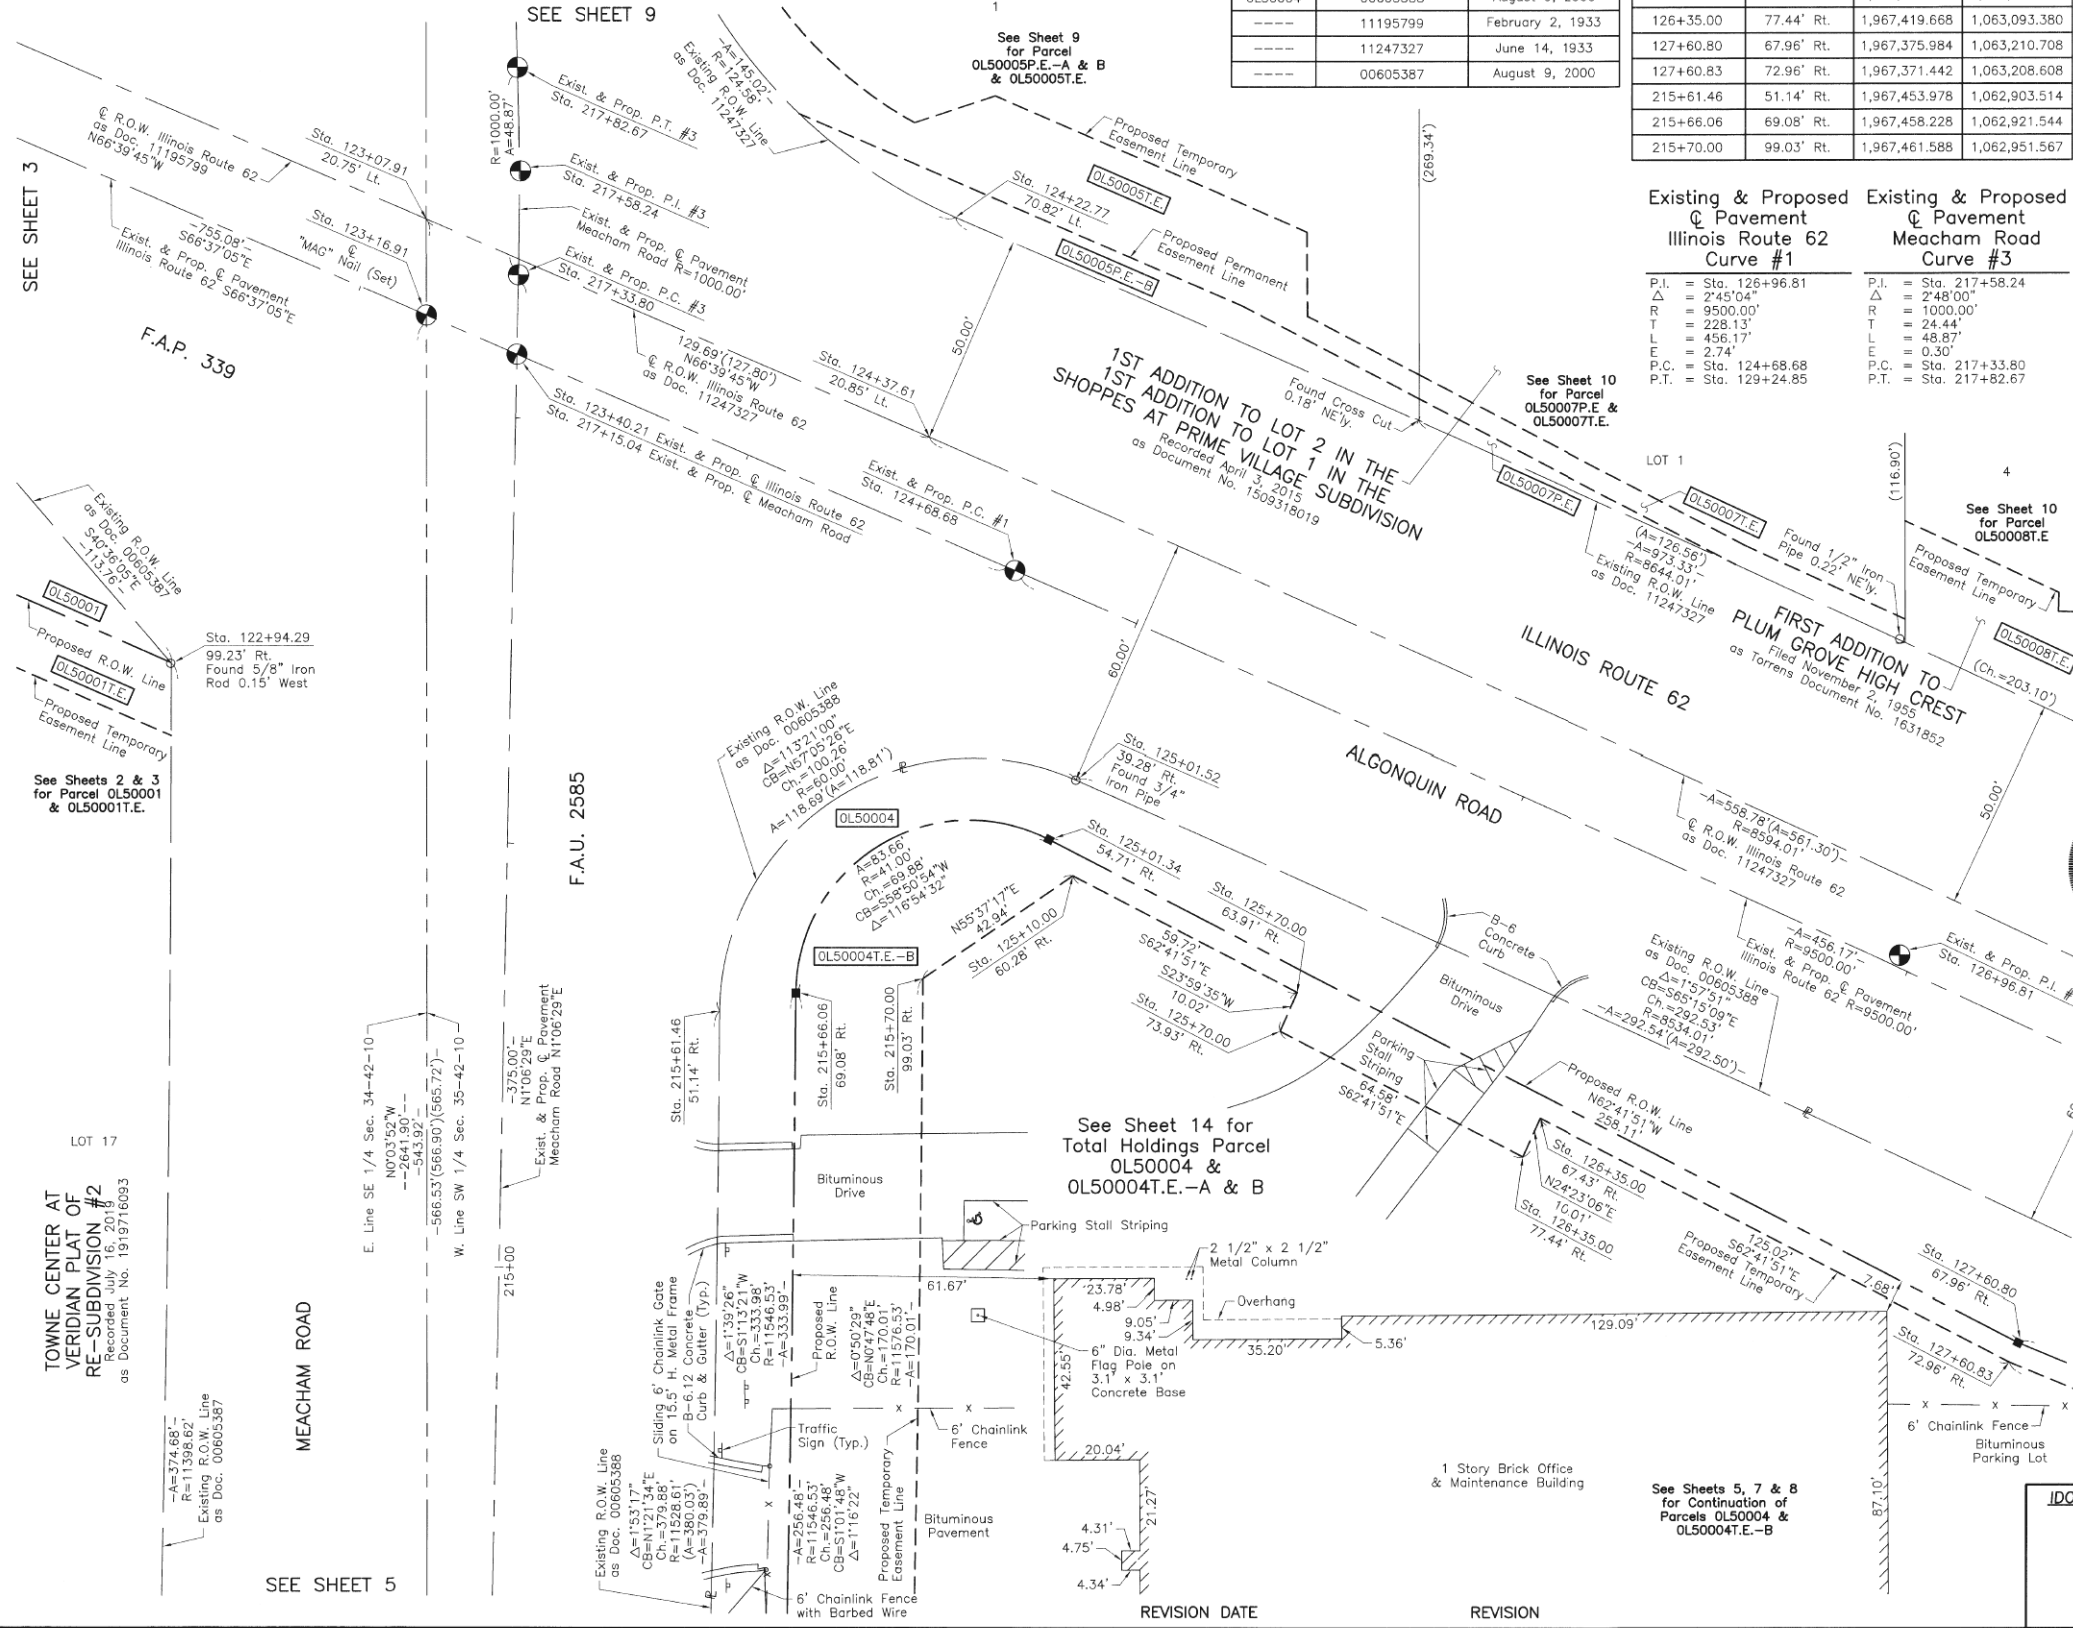 SEE SHEET 9
1
See Sheet 9
for Parcel
0L50005P.E.-A & B
& 0L50005T.E.
---- 11195799 February 2, 1933
---- 11247327 June 14, 1933
---- 00605387 August 9, 2000
126+35.00 77.44' Rt. 1,967,419.668 1,063,093.380
127+60.80 67.96' Rt. 1,967,375.984 1,063,210.708
127+60.83 72.96' Rt. 1,967,371.442 1,063,208.608
215+61.46 51.14' Rt. 1,967,453.978 1,062,903.514
215+66.06 69.08' Rt. 1,967,458.228 1,062,921.544
215+70.00 99.03' Rt. 1,967,461.588 1,062,951.567
Existing & Proposed
℄ Pavement
Illinois Route 62
Curve #1
P.I. = Sta. 126+96.81
△ = 2°45'04"
R = 9500.00'
T = 228.13'
L = 456.17'
E = 2.74'
P.C. = Sta. 124+68.68
P.T. = Sta. 129+24.85
Existing & Proposed
℄ Pavement
Meacham Road
Curve #3
P.I. = Sta. 217+58.24
△ = 2°48'00"
R = 1000.00'
T = 24.44'
L = 48.87'
E = 0.30'
P.C. = Sta. 217+33.80
P.T. = Sta. 217+82.67
SEE SHEET 3
℄ R.O.W. Illinois Route 62
as Doc. 11195799
N66°39'45"W
Sta. 123+07.91
20.75' Lt.
Sta. 123+16.91
℄
"MAG" Nail (Set)
-755.08'-
S66°37'05"E
Exist. & Prop. ℄ Pavement
Illinois Route 62 S66°37'05"E
F.A.P. 339
R=1000.00'
A=48.87'
Exist. & Prop. P.T. #3
Sta. 217+82.67
Exist. & Prop. P.I. #3
Sta. 217+58.24
Exist. & Prop. ℄ Pavement
Meacham Road R=1000.00'
Exist. & Prop. P.C. #3
Sta. 217+33.80
-A=145.02'-
R=124.58'
Existing R.O.W. Line
as Doc. 11247327
129.69'(127.80')
N66°39'45"W
℄ R.O.W. Illinois Route 62
as Doc. 11247327
Sta. 123+40.21 Exist. & Prop. ℄ Illinois Route 62
Sta. 217+15.04 Exist. & Prop. ℄ Meacham Road
Sta. 124+37.61
20.85' Lt.
Exist. & Prop. P.C. #1
Sta. 124+68.68
Sta. 124+22.77
70.82' Lt.
0L50005T.E.
Proposed Temporary
Easement Line
0L50005P.E.-B
Proposed Permanent
Easement Line
50.00'
(269.34')
1ST ADDITION TO LOT 2 IN THE
1ST ADDITION TO LOT 1 IN THE
SHOPPES AT PRIME VILLAGE SUBDIVISION
Recorded April 3, 2015
as Document No. 1509318019
Found Cross Cut
0.18' NE'ly.
See Sheet 10
for Parcel
0L50007P.E &
0L50007T.E.
0L50007P.E.
LOT 1
0L50007T.E.
(116.90')
4
See Sheet 10
for Parcel
0L50008T.E
Found 1/2" Iron
Pipe 0.22' NE'ly.
Proposed Temporary
Easement Line
0L50008T.E.
(Ch.=203.10')
(A=126.56')
-A=973.33'-
R=8644.01'
Existing R.O.W. Line
as Doc. 11247327
FIRST ADDITION TO
PLUM GROVE HIGH CREST
Filed November 2, 1955
as Torrens Document No. 1631852
ILLINOIS ROUTE 62
ALGONQUIN ROAD
60.00'
50.00'
-A=558.78'(A=561.30')-
R=8594.01'
℄ R.O.W. Illinois Route 62
as Doc. 11247327
-A=456.17'-
R=9500.00'
Exist. & Prop. ℄ Pavement
Illinois Route 62 R=9500.00'
Exist. & Prop. P.I. #
Sta. 126+96.81
Existing R.O.W. Line
as Doc. 00605387
S40°36'05"E
-113.76'-
0L50001
Proposed R.O.W. Line
0L50001T.E.
Proposed Temporary
Easement Line
Sta. 122+94.29
99.23' Rt.
Found 5/8" Iron
Rod 0.15' West
See Sheets 2 & 3
for Parcel 0L50001
& 0L50001T.E.
F.A.U. 2585
Existing R.O.W. Line
as Doc. 00605388
△=113°21'00"
CB=N57°05'26"E
Ch.=100.26'
R=60.00'
A=118.69'(A=118.81')
0L50004
A=83.66'
R=41.00'
Ch.=69.88'
CB=S58°50'54"W
△=116°54'32"
0L50004T.E.-B
Sta. 125+01.52
39.28' Rt.
Found 3/4"
Iron Pipe
Sta. 125+01.34
54.71' Rt.
N55°37'17"E
42.94'
Sta. 125+10.00
60.28' Rt.
Sta. 125+70.00
63.91' Rt.
59.72'
S62°41'51"E
S23°59'35"W
10.02'
Sta. 125+70.00
73.93' Rt.
B-6
Concrete
Curb
Bituminous
Drive
Parking
Stall
Striping
64.58'
S62°41'51"E
Existing R.O.W. Line
as Doc. 00605388
△=1°57'51"
CB=S65°15'09"E
Ch.=292.53'
R=8534.01'
-A=292.54'(A=292.50')-
Proposed R.O.W. Line
N62°41'51"W
258.11'
Sta. 126+35.00
67.43' Rt.
N24°23'06"E
10.01'
Sta. 126+35.00
77.44' Rt.
125.02'
S62°41'51"E
Proposed Temporary
Easement Line
7.68'
Sta. 127+60.80
67.96' Rt.
Sta. 127+60.83
72.96' Rt.
Sta. 215+61.46
51.14' Rt.
Sta. 215+66.06
69.08' Rt.
Sta. 215+70.00
99.03' Rt.
See Sheet 14 for
Total Holdings Parcel
0L50004 &
0L50004T.E.-A & B
LOT 17
TOWNE CENTER AT
VERIDIAN PLAT OF
RE-SUBDIVISION #2
Recorded July 16, 2019
as Document No. 1919716093
E. Line SE 1/4 Sec. 34-42-10
N0°03'52"W
--2641.90'--
-543.92'-
-566.53'(566.90')(565.72')-
W. Line SW 1/4 Sec. 35-42-10
-375.00'-
N1°06'29"E
Exist. & Prop. ℄ Pavement
Meacham Road N1°06'29"E
215+00
MEACHAM ROAD
-A=374.68'-
R=11398.62'
Existing R.O.W. Line
as Doc. 00605387
SEE SHEET 5
Bituminous
Drive
Parking Stall Striping
61.67'
2 1/2" x 2 1/2"
Metal Column
Overhang
23.78'
4.98'
9.05'
9.34'
35.20'
5.36'
129.09'
42.55'
6" Dia. Metal
Flag Pole on
3.1' x 3.1'
Concrete Base
Sliding 6' Chainlink Gate
on 15.5' H. Metal Frame
B-6.12 Concrete
Curb & Gutter (Typ.)
△=1°39'26"
CB=S1°13'21"W
Ch.=333.98'
R=11546.53'
-A=333.99'-
Proposed
R.O.W. Line
△=0°50'29"
CB=N0°47'48"E
Ch.=170.01'
R=11576.53'
-A=170.01'-
Traffic
Sign (Typ.)
6' Chainlink
Fence
Existing R.O.W. Line
as Doc. 00605388
△=1°53'17"
CB=N1°21'34"E
Ch.=379.88'
R=11528.61'
(A=380.03')
-A=379.89'-
-A=256.48'-
R=11546.53'
Ch.=256.48'
CB=S1°01'48"W
△=1°16'22"
Proposed Temporary
Easement Line
Bituminous
Pavement
6' Chainlink Fence
with Barbed Wire
20.04'
21.27'
4.31'
4.75'
4.34'
1 Story Brick Office
& Maintenance Building
See Sheets 5, 7 & 8
for Continuation of
Parcels 0L50004 &
0L50004T.E.-B
87.10'
6' Chainlink Fence
Bituminous
Parking Lot
REVISION DATE
REVISION